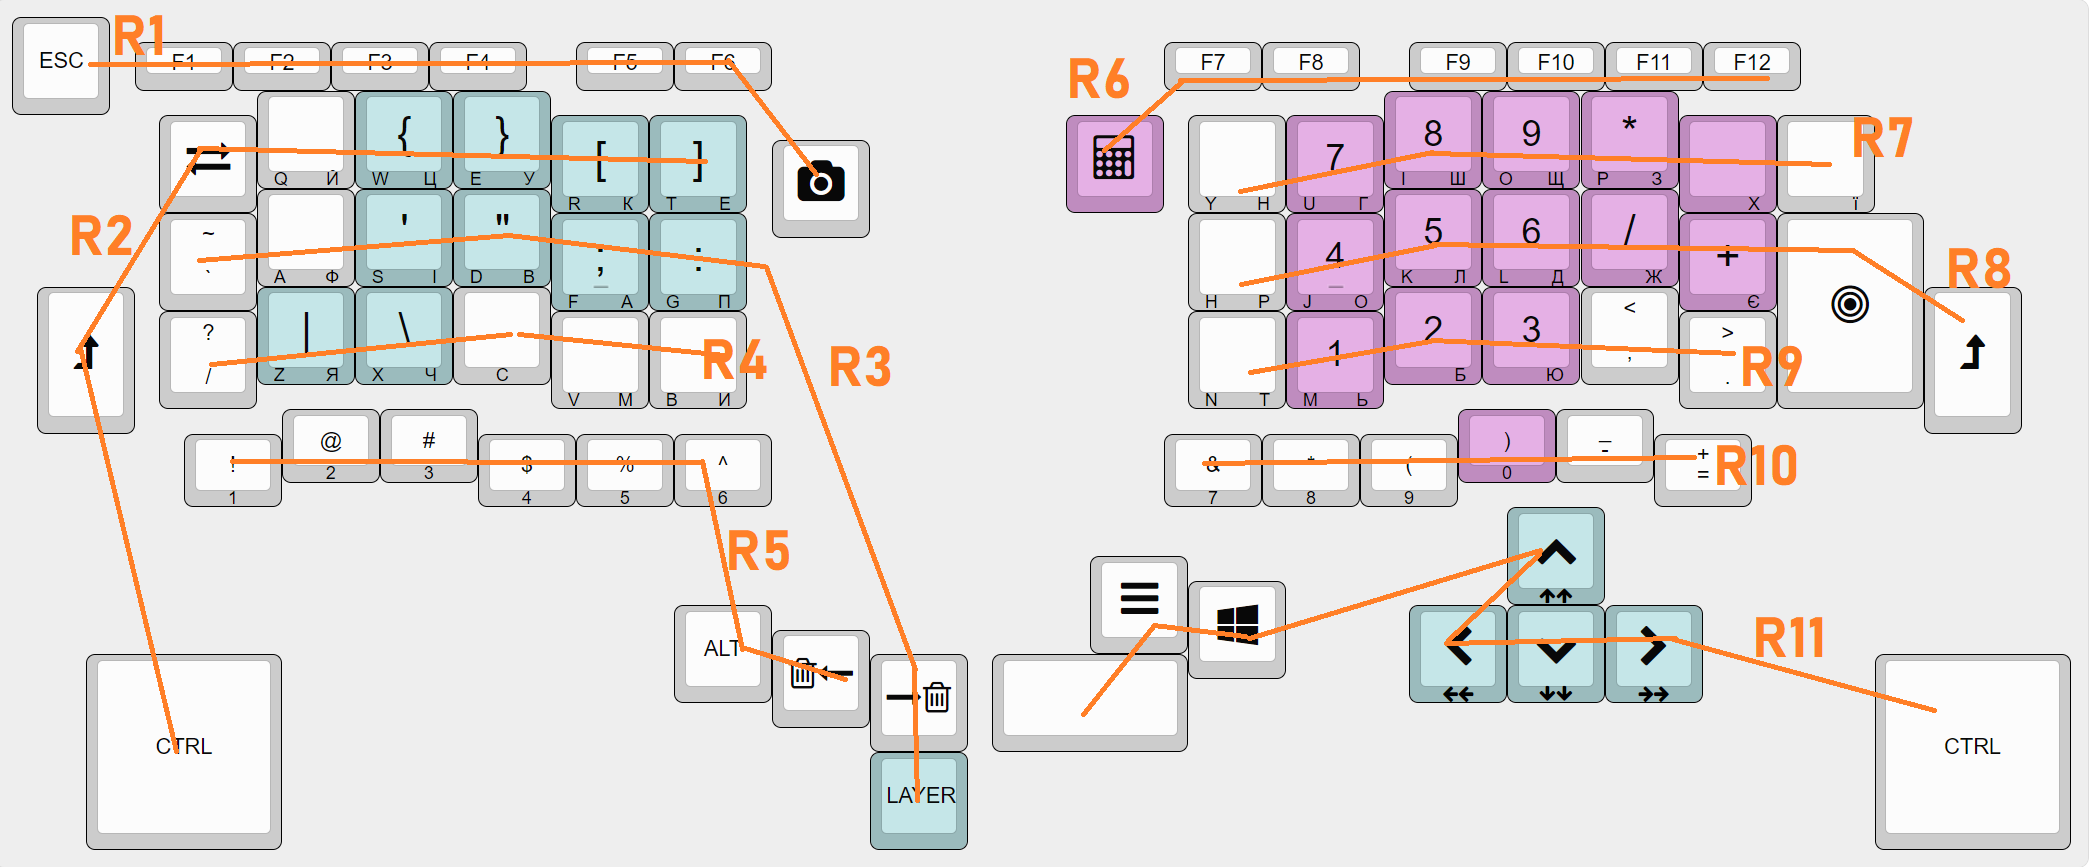 ESC R1 F1 F2 F3 F4 F5 F6
R6 F7 F8 F9 F10 F11 F12
{ } [ ]
Q Й W Ц E У R К T Е
7 8 9 * R7
Y Н U Г I Ш O Щ P З Х Ї
R2 ~ ` ' " ; _ :
A Ф S І D В F А G П
4 _ 5 6 / + R8
H Р J О K Л L Д Ж Є
? / | \ R4 R3
Z Я X Ч С V М B И
1 2 3 < , > . R9
N Т M Ь Б Ю
! @ # $ % ^
1 2 3 4 5 6
& * ( ) _ - + = R10
7 8 9 0
R5
ALT
R11
CTRL
LAYER
CTRL